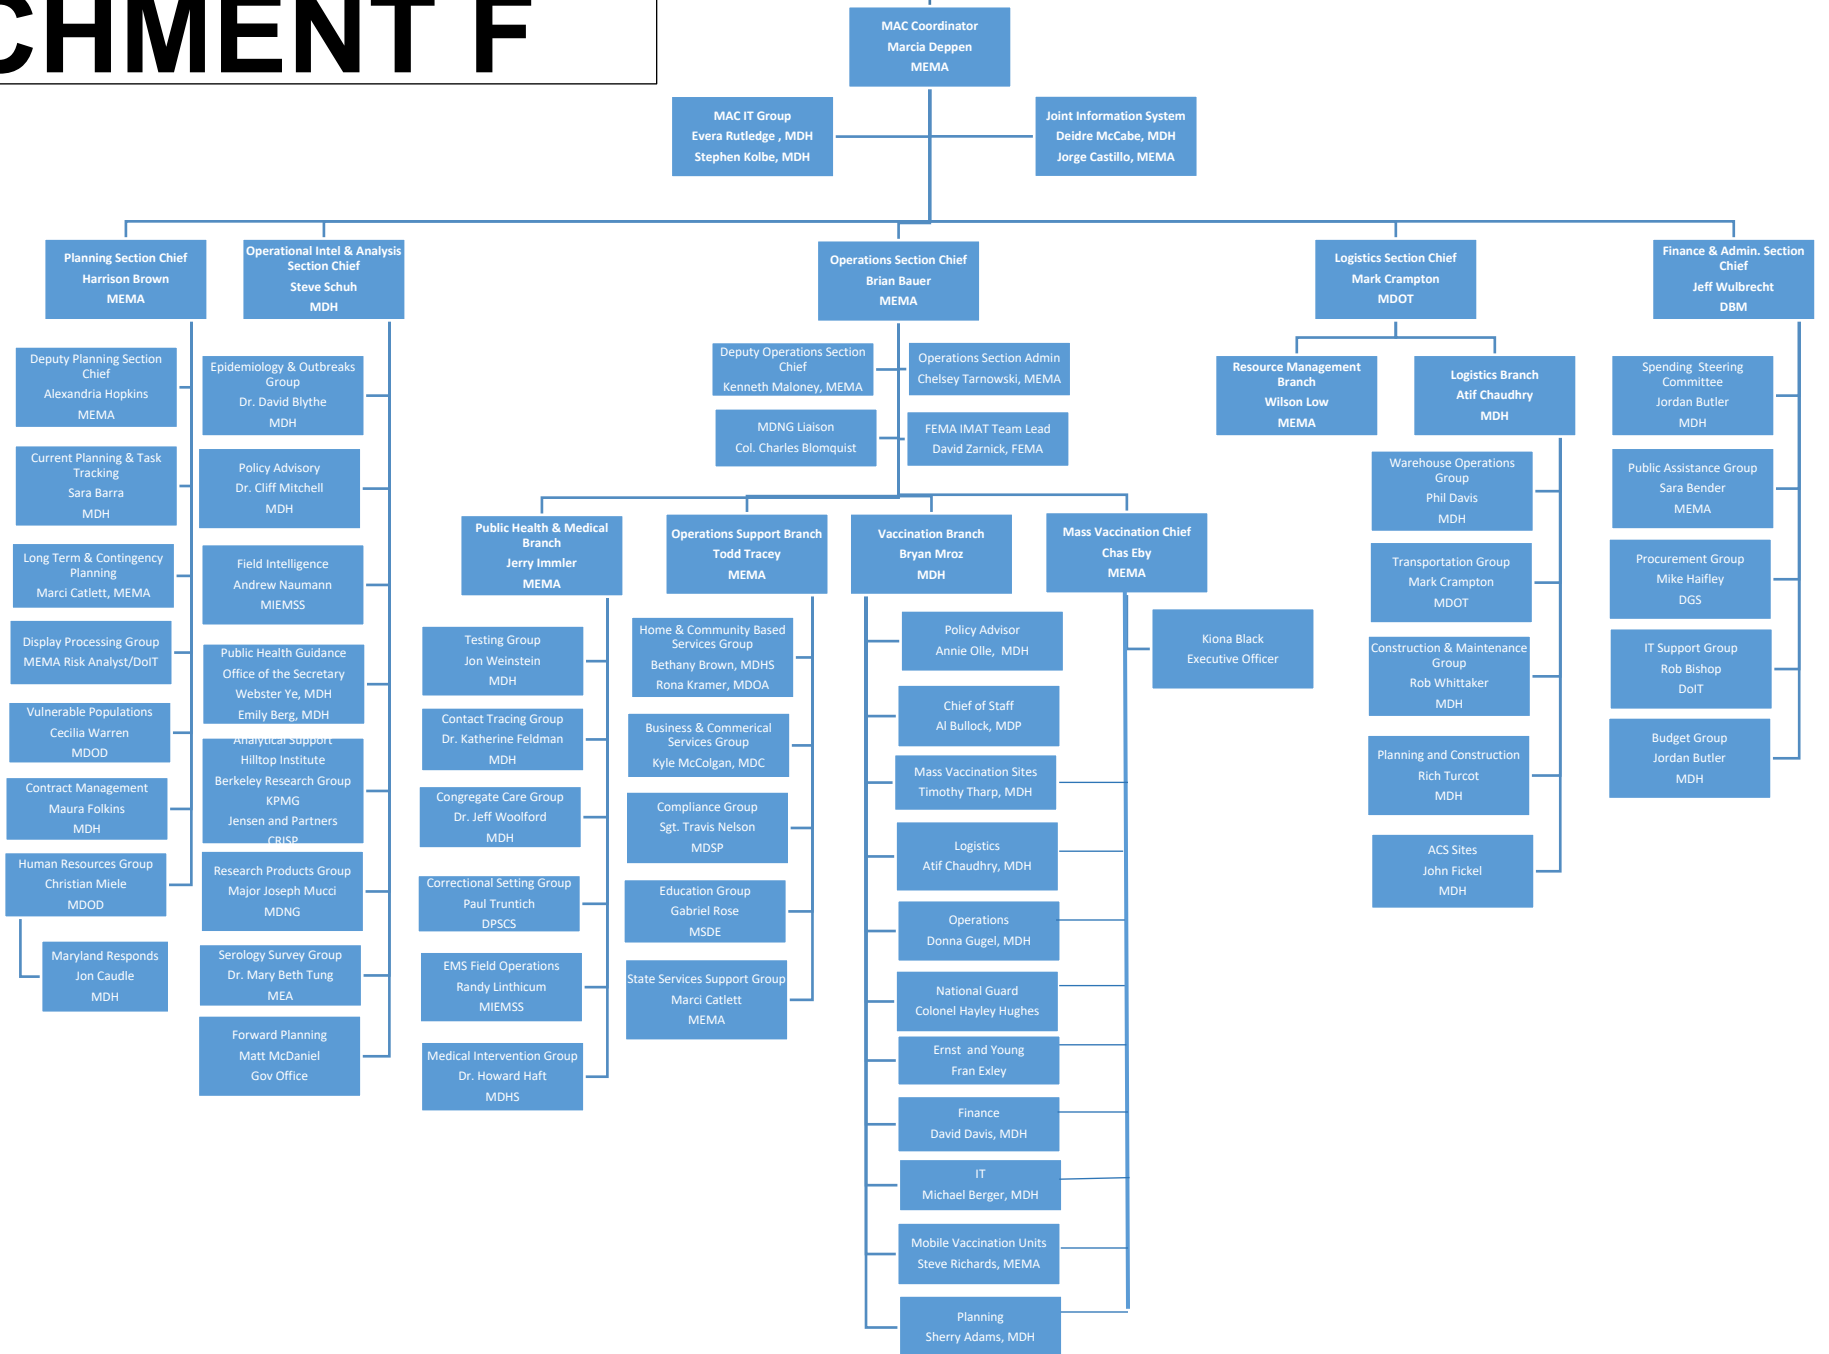 CHMENT F
MAC Coordinator
Marcia Deppen
MEMA
MAC IT Group
Evera Rutledge , MDH
Stephen Kolbe, MDH
Joint Information System
Deidre McCabe, MDH
Jorge Castillo, MEMA
Planning Section Chief
Harrison Brown
MEMA
Operational Intel & Analysis
Section Chief
Steve Schuh
MDH
Operations Section Chief
Brian Bauer
MEMA
Logistics Section Chief
Mark Crampton
MDOT
Finance & Admin. Section
Chief
Jeff Wulbrecht
DBM
Deputy Planning Section
Chief
Alexandria Hopkins
MEMA
Current Planning & Task
Tracking
Sara Barra
MDH
Long Term & Contingency
Planning
Marci Catlett, MEMA
Display Processing Group
MEMA Risk Analyst/DoIT
Vulnerable Populations
Cecilia Warren
MDOD
Contract Management
Maura Folkins
MDH
Human Resources Group
Christian Miele
MDOD
Maryland Responds
Jon Caudle
MDH
Epidemiology & Outbreaks
Group
Dr. David Blythe
MDH
Policy Advisory
Dr. Cliff Mitchell
MDH
Field Intelligence
Andrew Naumann
MIEMSS
Public Health Guidance
Office of the Secretary
Webster Ye, MDH
Emily Berg, MDH
Analytical Support
Hilltop Institute
Berkeley Research Group
KPMG
Jensen and Partners
CRISP
Research Products Group
Major Joseph Mucci
MDNG
Serology Survey Group
Dr. Mary Beth Tung
MEA
Forward Planning
Matt McDaniel
Gov Office
Deputy Operations Section
Chief
Kenneth Maloney, MEMA
Operations Section Admin
Chelsey Tarnowski, MEMA
MDNG Liaison
Col. Charles Blomquist
FEMA IMAT Team Lead
David Zarnick, FEMA
Public Health & Medical
Branch
Jerry Immler
MEMA
Operations Support Branch
Todd Tracey
MEMA
Vaccination Branch
Bryan Mroz
MDH
Mass Vaccination Chief
Chas Eby
MEMA
Testing Group
Jon Weinstein
MDH
Contact Tracing Group
Dr. Katherine Feldman
MDH
Congregate Care Group
Dr. Jeff Woolford
MDH
Correctional Setting Group
Paul Truntich
DPSCS
EMS Field Operations
Randy Linthicum
MIEMSS
Medical Intervention Group
Dr. Howard Haft
MDHS
Home & Community Based
Services Group
Bethany Brown, MDHS
Rona Kramer, MDOA
Business & Commerical
Services Group
Kyle McColgan, MDC
Compliance Group
Sgt. Travis Nelson
MDSP
Education Group
Gabriel Rose
MSDE
State Services Support Group
Marci Catlett
MEMA
Policy Advisor
Annie Olle, MDH
Chief of Staff
Al Bullock, MDP
Mass Vaccination Sites
Timothy Tharp, MDH
Logistics
Atif Chaudhry, MDH
Operations
Donna Gugel, MDH
National Guard
Colonel Hayley Hughes
Ernst and Young
Fran Exley
Finance
David Davis, MDH
IT
Michael Berger, MDH
Mobile Vaccination Units
Steve Richards, MEMA
Planning
Sherry Adams, MDH
Kiona Black
Executive Officer
Resource Management
Branch
Wilson Low
MEMA
Logistics Branch
Atif Chaudhry
MDH
Warehouse Operations
Group
Phil Davis
MDH
Transportation Group
Mark Crampton
MDOT
Construction & Maintenance
Group
Rob Whittaker
MDH
Planning and Construction
Rich Turcot
MDH
ACS Sites
John Fickel
MDH
Spending Steering
Committee
Jordan Butler
MDH
Public Assistance Group
Sara Bender
MEMA
Procurement Group
Mike Haifley
DGS
IT Support Group
Rob Bishop
DoIT
Budget Group
Jordan Butler
MDH